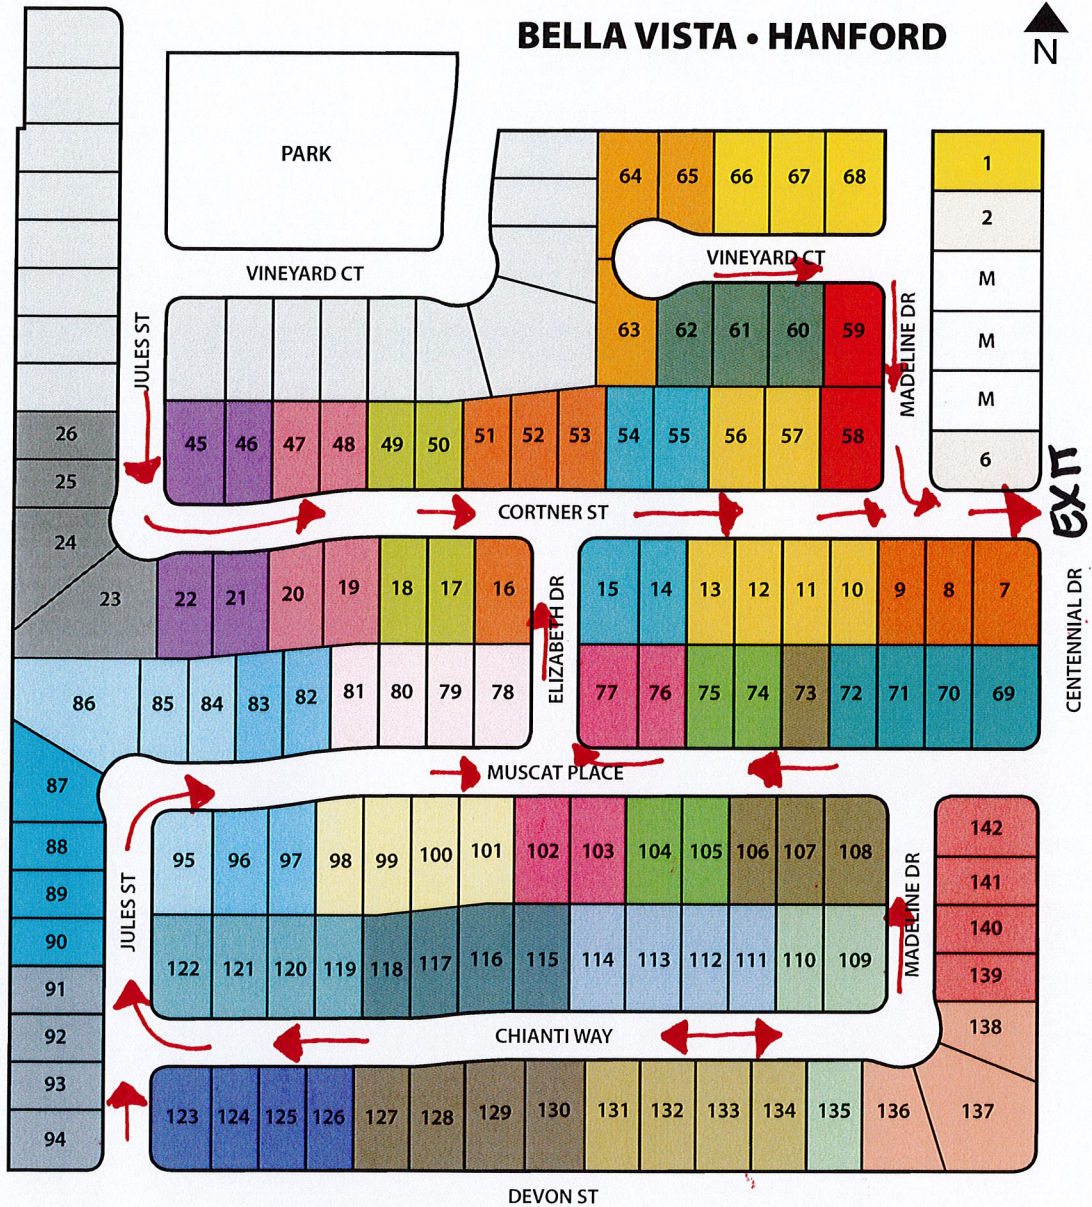 BELLA VISTA • HANFORD
N
PARK
64 65 66 67 68
1
2
M
M
M
6
VINEYARD CT
VINEYARD CT
JULES ST
MADELINE DR
63 62 61 60 59
26
25
24
23
45 46 47 48 49 50 51 52 53 54 55 56 57 58
CORTNER ST
EXIT
22 21 20 19 18 17 16
ELIZABETH DR
15 14 13 12 11 10 9 8 7
CENTENNIAL DR
86 85 84 83 82 81 80 79 78
77 76 75 74 73 72 71 70 69
MUSCAT PLACE
87
88
89
90
91
92
93
94
JULES ST
95 96 97 98 99 100 101 102 103 104 105 106 107 108
122 121 120 119 118 117 116 115 114 113 112 111 110 109
MADELINE DR
142
141
140
139
138
137
CHIANTI WAY
123 124 125 126 127 128 129 130 131 132 133 134 135 136
DEVON ST